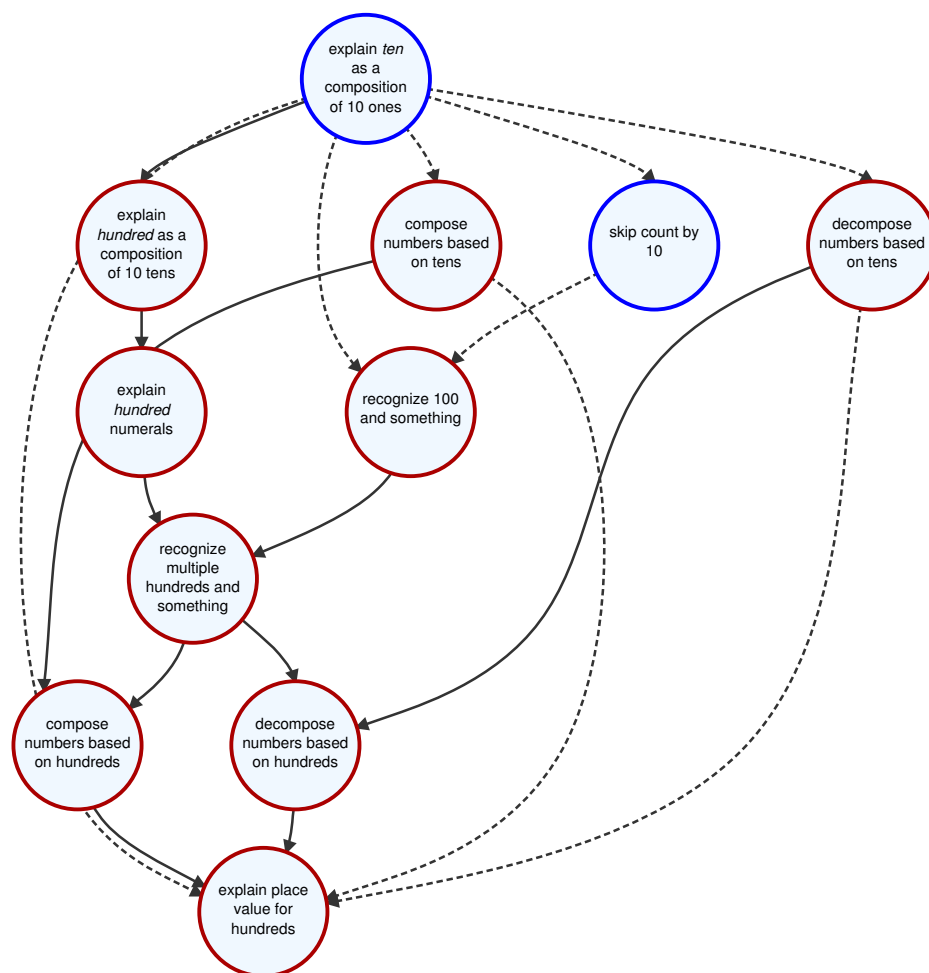 explain ten
as a
composition
of 10 ones
explain
hundred as a
composition
of 10 tens
compose
numbers based
on tens
skip count by
10
decompose
numbers based
on tens
explain
hundred
numerals
recognize 100
and something
recognize
multiple
hundreds and
something
compose
numbers based
on hundreds
decompose
numbers based
on hundreds
explain place
value for
hundreds